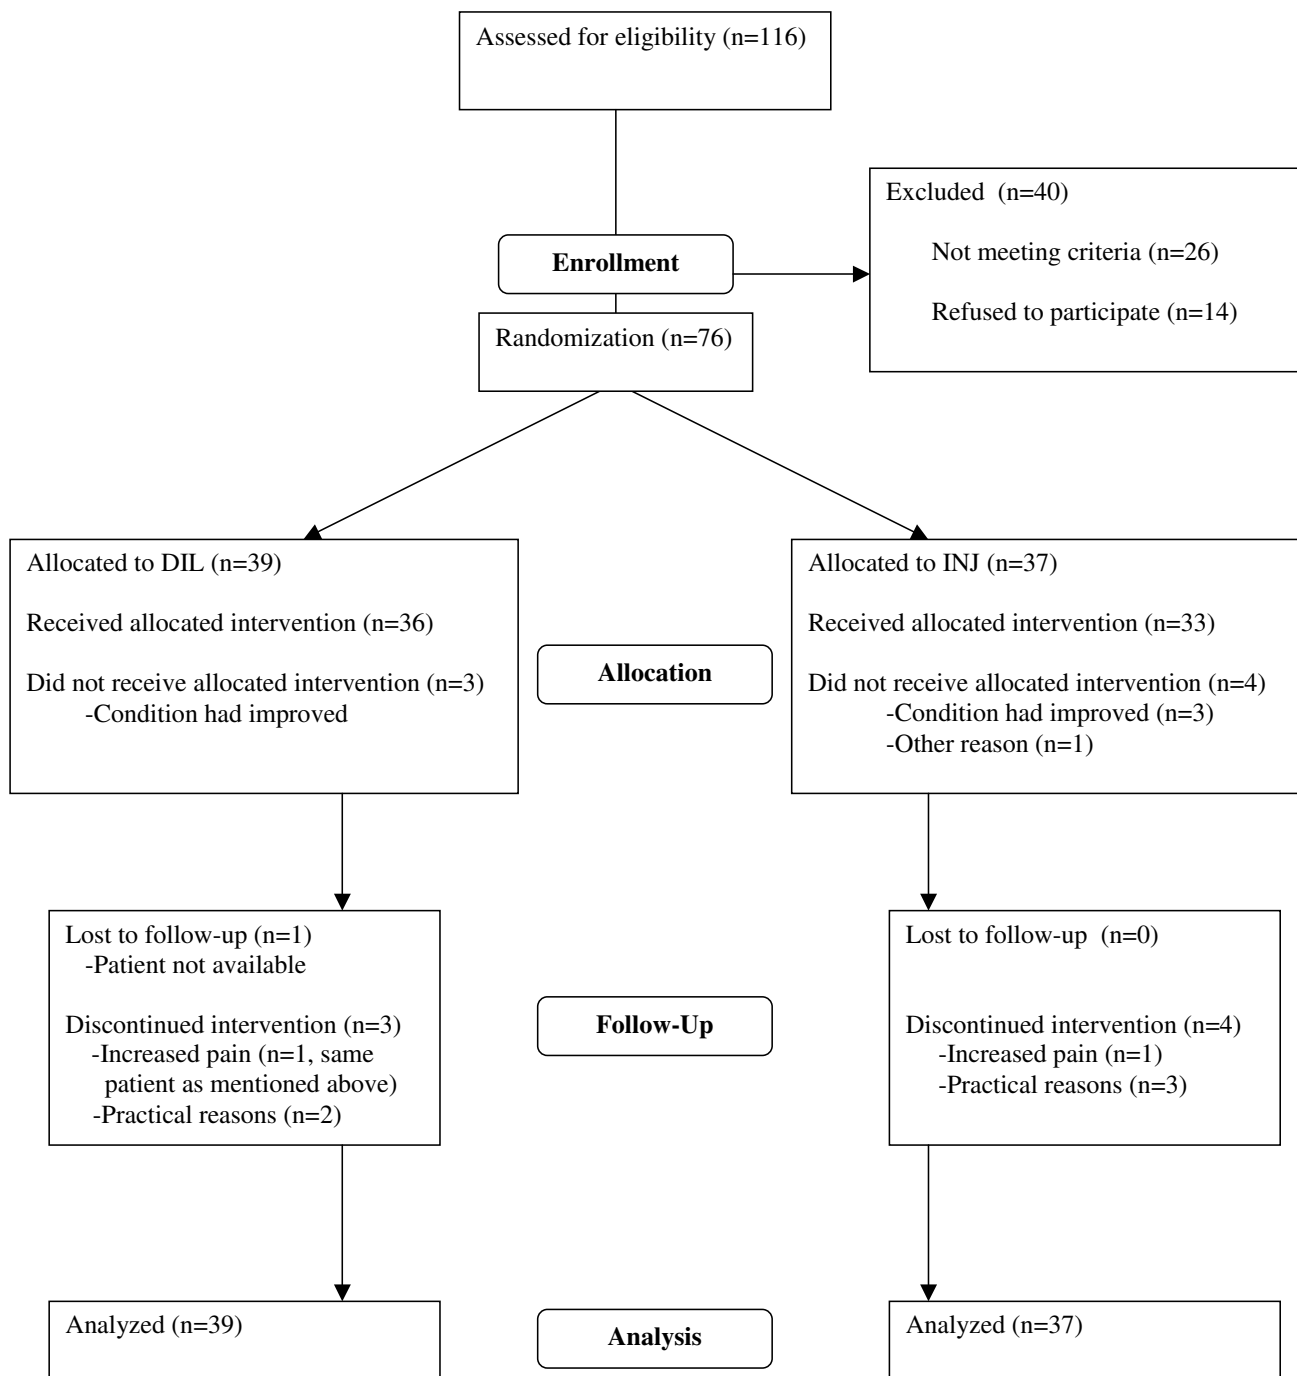 Assessed for eligibility (n=116)
Excluded  (n=40)
Not meeting criteria (n=26)
Refused to participate (n=14)
Enrollment
Randomization (n=76)
Allocated to DIL (n=39)
Received allocated intervention (n=36)
Did not receive allocated intervention (n=3)
-Condition had improved
Allocation
Allocated to INJ (n=37)
Received allocated intervention (n=33)
Did not receive allocated intervention (n=4)
-Condition had improved (n=3)
-Other reason (n=1)
Lost to follow-up (n=1)
-Patient not available
Discontinued intervention (n=3)
-Increased pain (n=1, same
patient as mentioned above)
-Practical reasons (n=2)
Follow-Up
Lost to follow-up  (n=0)
Discontinued intervention (n=4)
-Increased pain (n=1)
-Practical reasons (n=3)
Analyzed (n=39)
Analysis
Analyzed (n=37)